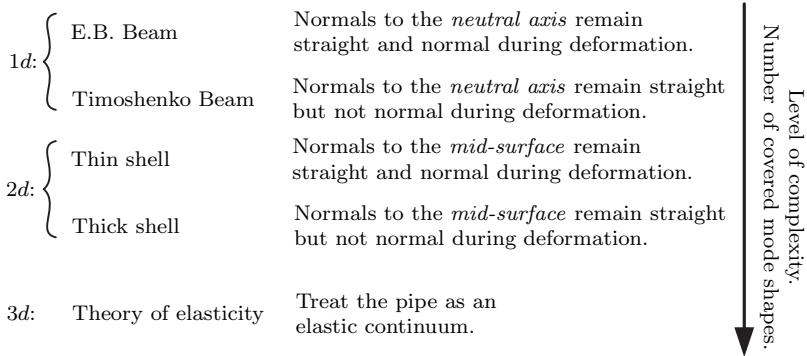 1d:
E.B. Beam
Normals to the neutral axis remain
straight and normal during deformation.
Timoshenko Beam
Normals to the neutral axis remain straight
but not normal during deformation.
2d:
Thin shell
Normals to the mid-surface remain
straight and normal during deformation.
Thick shell
Normals to the mid-surface remain straight
but not normal during deformation.
3d:
Theory of elasticity
Treat the pipe as an
elastic continuum.
Level of complexity.
Number of covered mode shapes.